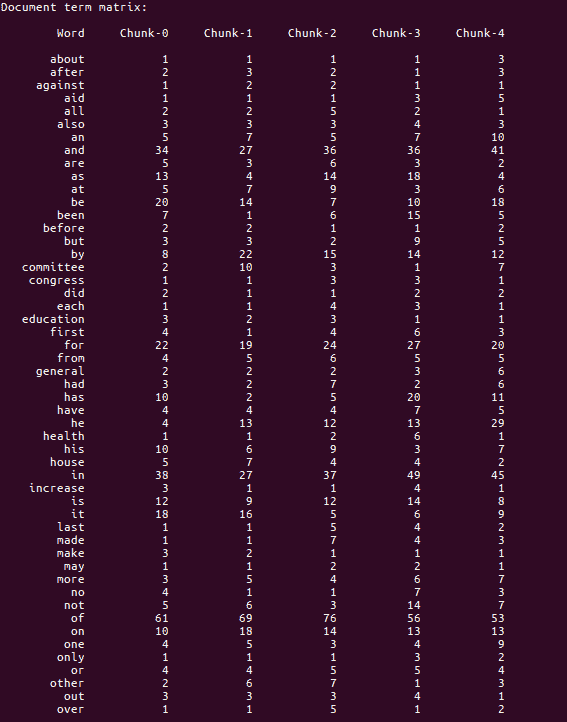 Document term matrix:
Word Chunk-0 Chunk-1 Chunk-2 Chunk-3 Chunk-4
about 1 1 1 1 3
after 2 3 2 1 3
against 1 2 2 1 1
aid 1 1 1 3 5
all 2 2 5 2 1
also 3 3 3 4 3
an 5 7 5 7 10
and 34 27 36 36 41
are 5 3 6 3 2
as 13 4 14 18 4
at 5 7 9 3 6
be 20 14 7 10 18
been 7 1 6 15 5
before 2 2 1 1 2
but 3 3 2 9 5
by 8 22 15 14 12
committee 2 10 3 1 7
congress 1 1 3 3 1
did 2 1 1 2 2
each 1 1 4 3 1
education 3 2 3 1 1
first 4 1 4 6 3
for 22 19 24 27 20
from 4 5 6 5 5
general 2 2 2 3 6
had 3 2 7 2 6
has 10 2 5 20 11
have 4 4 4 7 5
he 4 13 12 13 29
health 1 1 2 6 1
his 10 6 9 3 7
house 5 7 4 4 2
in 38 27 37 49 45
increase 3 1 1 4 1
is 12 9 12 14 8
it 18 16 5 6 9
last 1 1 5 4 2
made 1 1 7 4 3
make 3 2 1 1 1
may 1 1 2 2 1
more 3 5 4 6 7
no 4 1 1 7 3
not 5 6 3 14 7
of 61 69 76 56 53
on 10 18 14 13 13
one 4 5 3 4 9
only 1 1 1 3 2
or 4 4 5 5 4
other 2 6 7 1 3
out 3 3 3 4 1
over 1 1 5 1 2